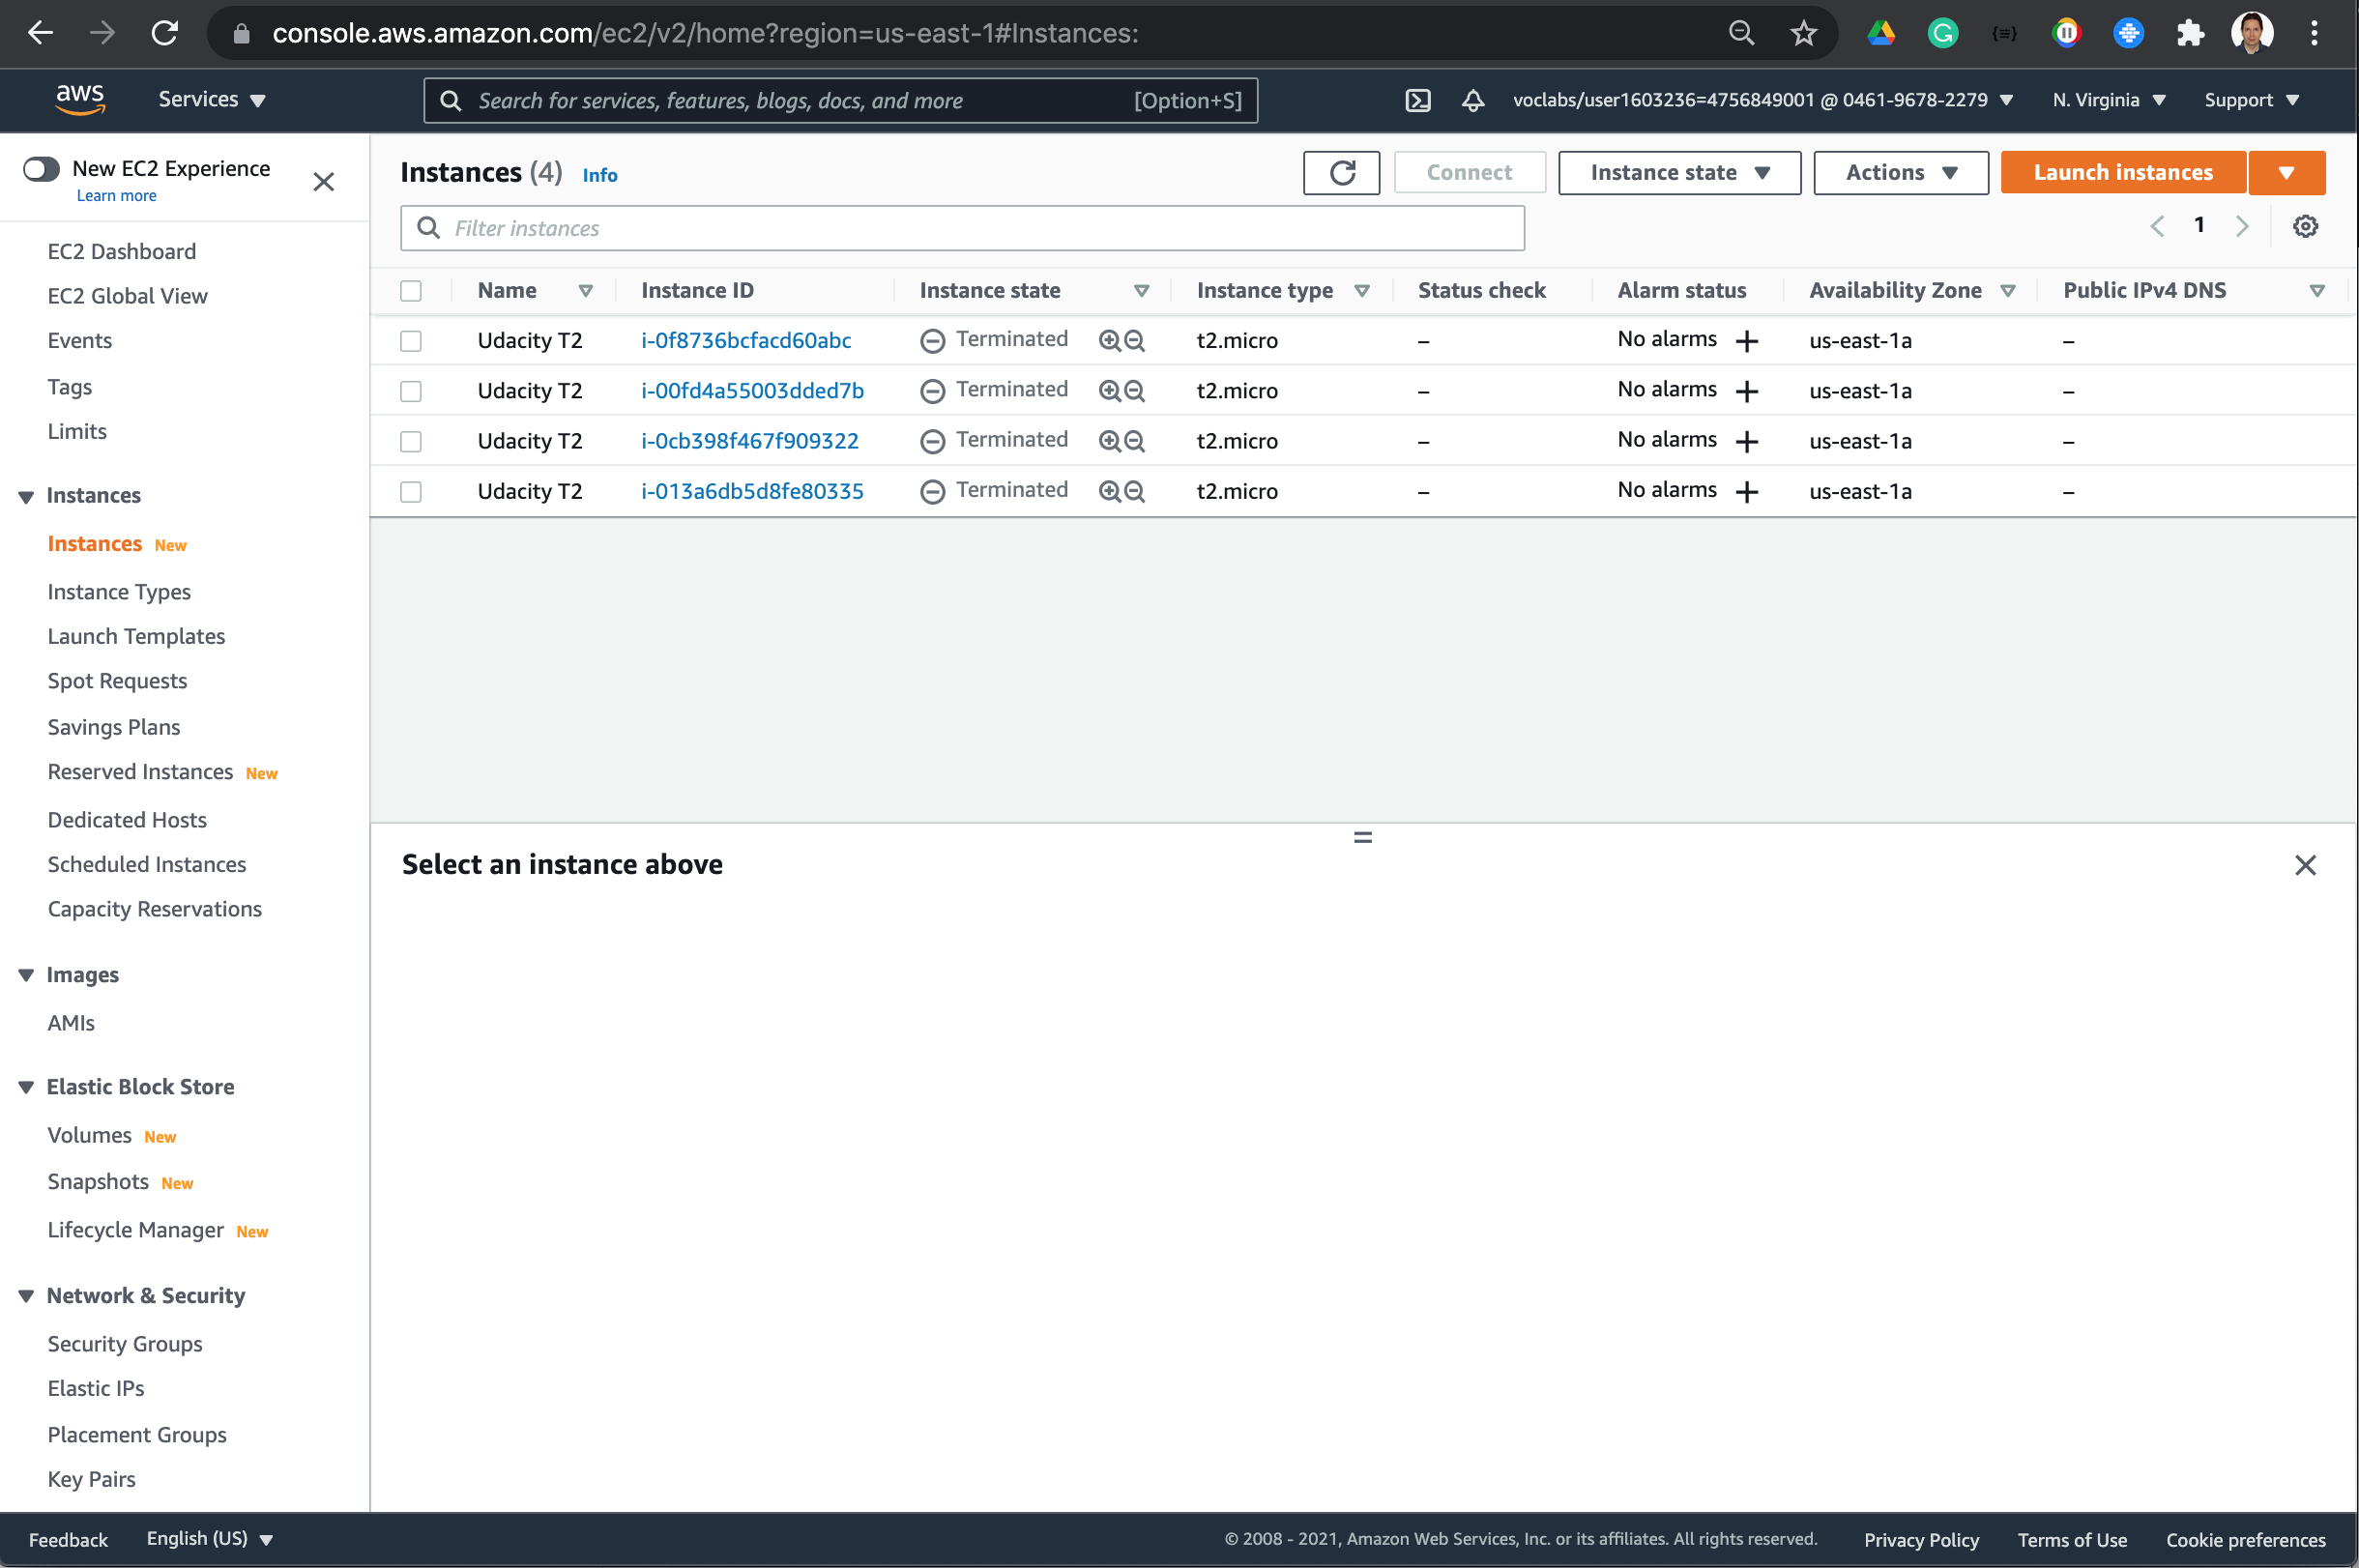 console.aws.amazon.com/ec2/v2/home?region=us-east-1#Instances:
aws Services Search for services, features, blogs, docs, and more [Option+S] voclabs/user1603236=4756849001 @ 0461-9678-2279 N. Virginia Support
New EC2 Experience
Learn more
EC2 Dashboard
EC2 Global View
Events
Tags
Limits
Instances
Instances New
Instance Types
Launch Templates
Spot Requests
Savings Plans
Reserved Instances New
Dedicated Hosts
Scheduled Instances
Capacity Reservations
Images
AMIs
Elastic Block Store
Volumes New
Snapshots New
Lifecycle Manager New
Network & Security
Security Groups
Elastic IPs
Placement Groups
Key Pairs
Instances (4) Info Connect Instance state Actions Launch instances
Filter instances 1
Name Instance ID Instance state Instance type Status check Alarm status Availability Zone Public IPv4 DNS
Udacity T2 i-0f8736bcfacd60abc Terminated t2.micro – No alarms + us-east-1a –
Udacity T2 i-00fd4a55003dded7b Terminated t2.micro – No alarms + us-east-1a –
Udacity T2 i-0cb398f467f909322 Terminated t2.micro – No alarms + us-east-1a –
Udacity T2 i-013a6db5d8fe80335 Terminated t2.micro – No alarms + us-east-1a –
Select an instance above
Feedback English (US) © 2008 - 2021, Amazon Web Services, Inc. or its affiliates. All rights reserved. Privacy Policy Terms of Use Cookie preferences